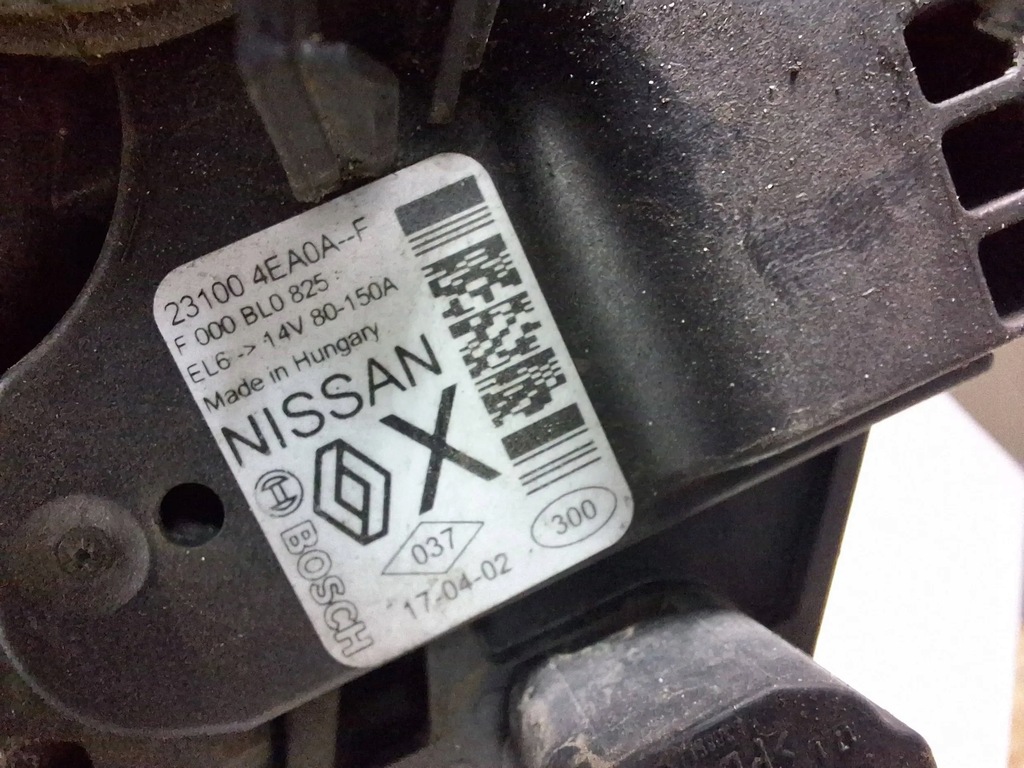 23100 4EA0A--F
F 000 BL0 825
EL6 --> 14V 80-150A
Made in Hungary
NISSAN
X
BOSCH
037
300
17-04-02